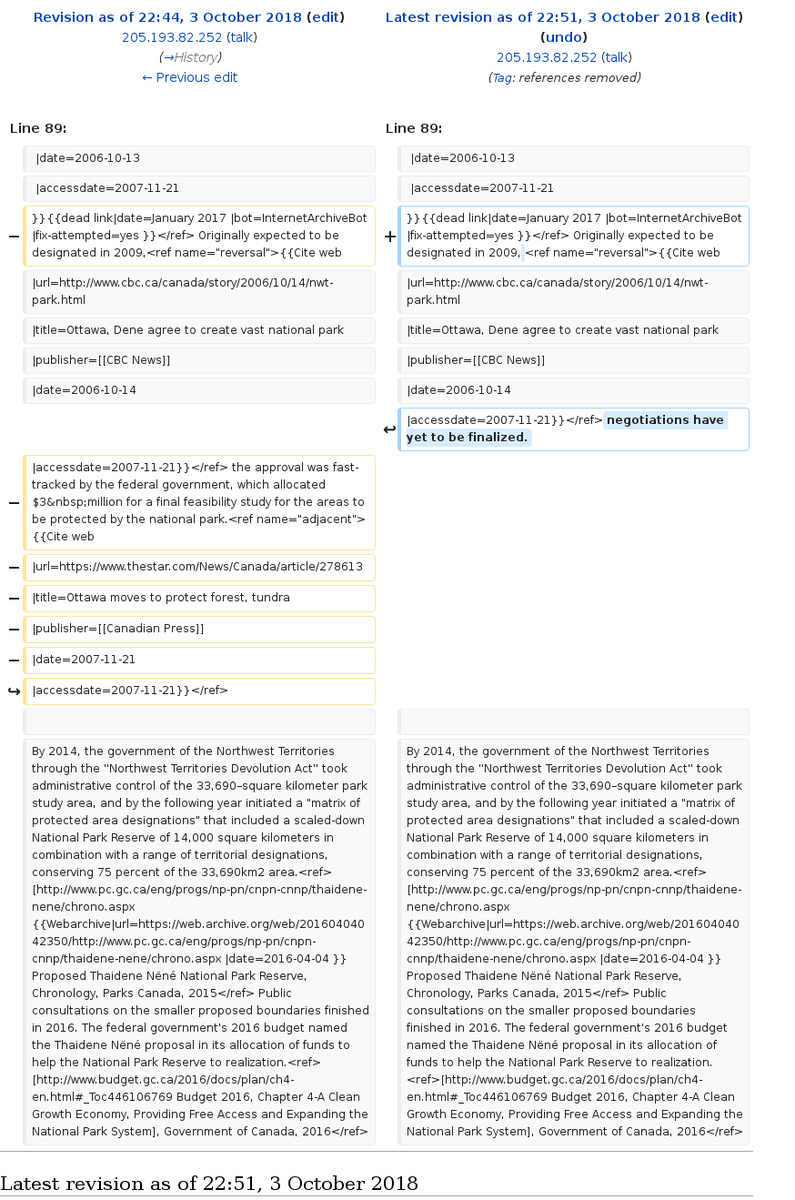 Revision as of 22:44, 3 October 2018 (edit)
205.193.82.252 (talk)
(→History)
← Previous edit
Latest revision as of 22:51, 3 October 2018 (edit)
(undo)
205.193.82.252 (talk)
(Tag: references removed)
Line 89:
Line 89:
|date=2006-10-13
|date=2006-10-13
|accessdate=2007-11-21
|accessdate=2007-11-21
−
}} {{dead link|date=January 2017 |bot=InternetArchiveBot
|fix-attempted=yes }}</ref> Originally expected to be
designated in 2009,<ref name="reversal">{{Cite web
+
}} {{dead link|date=January 2017 |bot=InternetArchiveBot
|fix-attempted=yes }}</ref> Originally expected to be
designated in 2009, <ref name="reversal">{{Cite web
|url=http://www.cbc.ca/canada/story/2006/10/14/nwt-
park.html
|url=http://www.cbc.ca/canada/story/2006/10/14/nwt-
park.html
|title=Ottawa, Dene agree to create vast national park
|title=Ottawa, Dene agree to create vast national park
|publisher=[[CBC News]]
|publisher=[[CBC News]]
|date=2006-10-14
|date=2006-10-14
↩
|accessdate=2007-11-21}}</ref> negotiations have
yet to be finalized.
−
|accessdate=2007-11-21}}</ref> the approval was fast-
tracked by the federal government, which allocated
$3&nbsp;million for a final feasibility study for the areas to
be protected by the national park.<ref name="adjacent">
{{Cite web
−
|url=https://www.thestar.com/News/Canada/article/278613
−
|title=Ottawa moves to protect forest, tundra
−
|publisher=[[Canadian Press]]
−
|date=2007-11-21
↪
|accessdate=2007-11-21}}</ref>
By 2014, the government of the Northwest Territories
through the "Northwest Territories Devolution Act" took
administrative control of the 33,690–square kilometer park
study area, and by the following year initiated a "matrix of
protected area designations" that included a scaled-down
National Park Reserve of 14,000 square kilometers in
combination with a range of territorial designations,
conserving 75 percent of the 33,690km2 area.<ref>
[http://www.pc.gc.ca/eng/progs/np-pn/cnpn-cnnp/thaidene-
nene/chrono.aspx
{{Webarchive|url=https://web.archive.org/web/201604040
42350/http://www.pc.gc.ca/eng/progs/np-pn/cnpn-
cnnp/thaidene-nene/chrono.aspx |date=2016-04-04 }}
Proposed Thaidene Nëné National Park Reserve,
Chronology, Parks Canada, 2015</ref> Public
consultations on the smaller proposed boundaries finished
in 2016. The federal government's 2016 budget named
the Thaidene Nëné proposal in its allocation of funds to
help the National Park Reserve to realization.<ref>
[http://www.budget.gc.ca/2016/docs/plan/ch4-
en.html#_Toc446106769 Budget 2016, Chapter 4-A Clean
Growth Economy, Providing Free Access and Expanding the
National Park System], Government of Canada, 2016</ref>
By 2014, the government of the Northwest Territories
through the "Northwest Territories Devolution Act" took
administrative control of the 33,690–square kilometer park
study area, and by the following year initiated a "matrix of
protected area designations" that included a scaled-down
National Park Reserve of 14,000 square kilometers in
combination with a range of territorial designations,
conserving 75 percent of the 33,690km2 area.<ref>
[http://www.pc.gc.ca/eng/progs/np-pn/cnpn-cnnp/thaidene-
nene/chrono.aspx
{{Webarchive|url=https://web.archive.org/web/201604040
42350/http://www.pc.gc.ca/eng/progs/np-pn/cnpn-
cnnp/thaidene-nene/chrono.aspx |date=2016-04-04 }}
Proposed Thaidene Nëné National Park Reserve,
Chronology, Parks Canada, 2015</ref> Public
consultations on the smaller proposed boundaries
finished in 2016. The federal government's 2016 budget
named the Thaidene Nëné proposal in its allocation of
funds to help the National Park Reserve to realization.
<ref>[http://www.budget.gc.ca/2016/docs/plan/ch4-
en.html#_Toc446106769 Budget 2016, Chapter 4-A Clean
Growth Economy, Providing Free Access and Expanding the
National Park System], Government of Canada, 2016</ref>
Latest revision as of 22:51, 3 October 2018